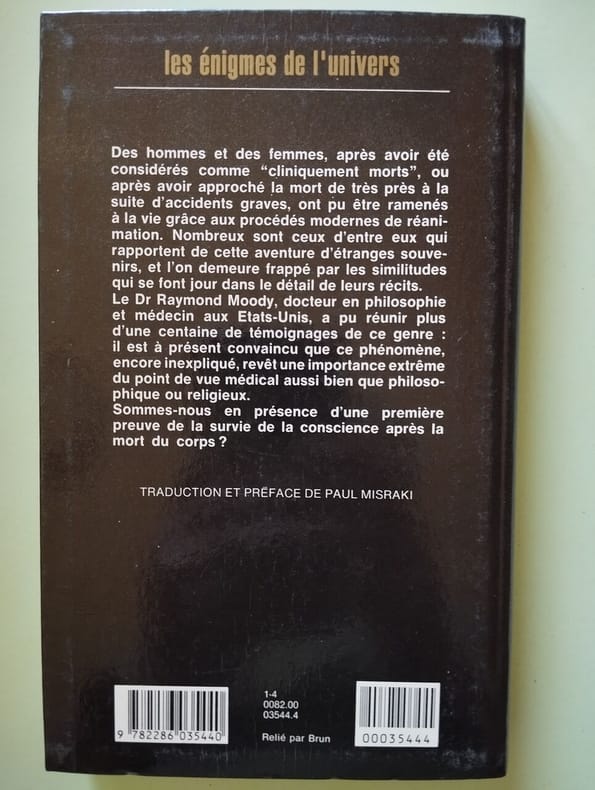 les énigmes de l'univers
Des hommes et des femmes, après avoir été
considérés comme “cliniquement morts”, ou
après avoir approché la mort de très près à la
suite d'accidents graves, ont pu être ramenés
à la vie grâce aux procédés modernes de réani-
mation. Nombreux sont ceux d'entre eux qui
rapportent de cette aventure d'étranges souve-
nirs, et l'on demeure frappé par les similitudes
qui se font jour dans le détail de leurs récits.
Le Dr Raymond Moody, docteur en philosophie
et médecin aux Etats-Unis, a pu réunir plus
d'une centaine de témoignages de ce genre :
il est à présent convaincu que ce phénomène,
encore inexpliqué, revêt une importance extrême
du point de vue médical aussi bien que philoso-
phique ou religieux.
Sommes-nous en présence d'une première
preuve de la survie de la conscience après la
mort du corps ?
TRADUCTION ET PRÉFACE DE PAUL MISRAKI
9 782286 035440
1-4
0082.00
03544.4
Relié par Brun
00035444